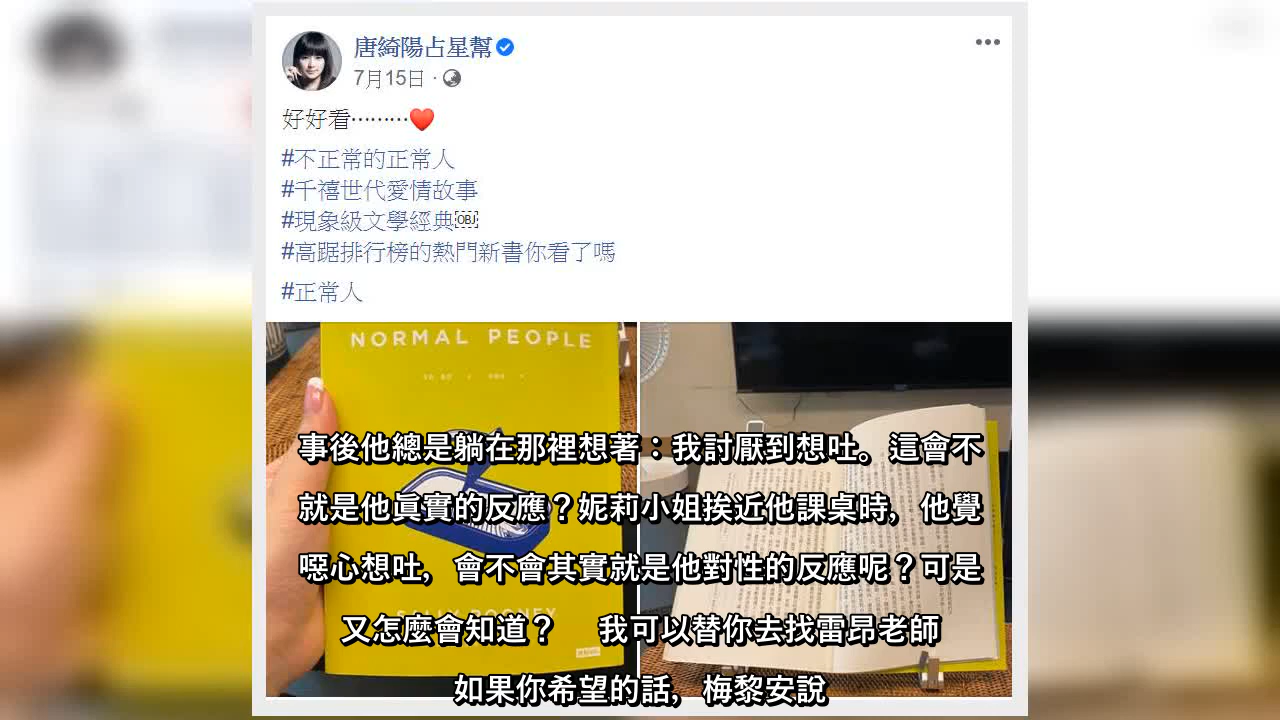 唐綺陽占星幫
7月15日 ·
好好看………❤️
#不正常的正常人
#千禧世代愛情故事
#現象級文學經典OBJ
#高踞排行榜的熱門新書你看了嗎
#正常人
NORMAL PEOPLE
事後他總是躺在那裡想著：我討厭到想吐。這會不
就是他真實的反應？妮莉小姐挨近他課桌時，他覺
噁心想吐，會不會其實就是他對性的反應呢？可是
SALLY ROONEY
又怎麼會知道？ 我可以替你去找雷昂老師
如果你希望的話，梅黎安說